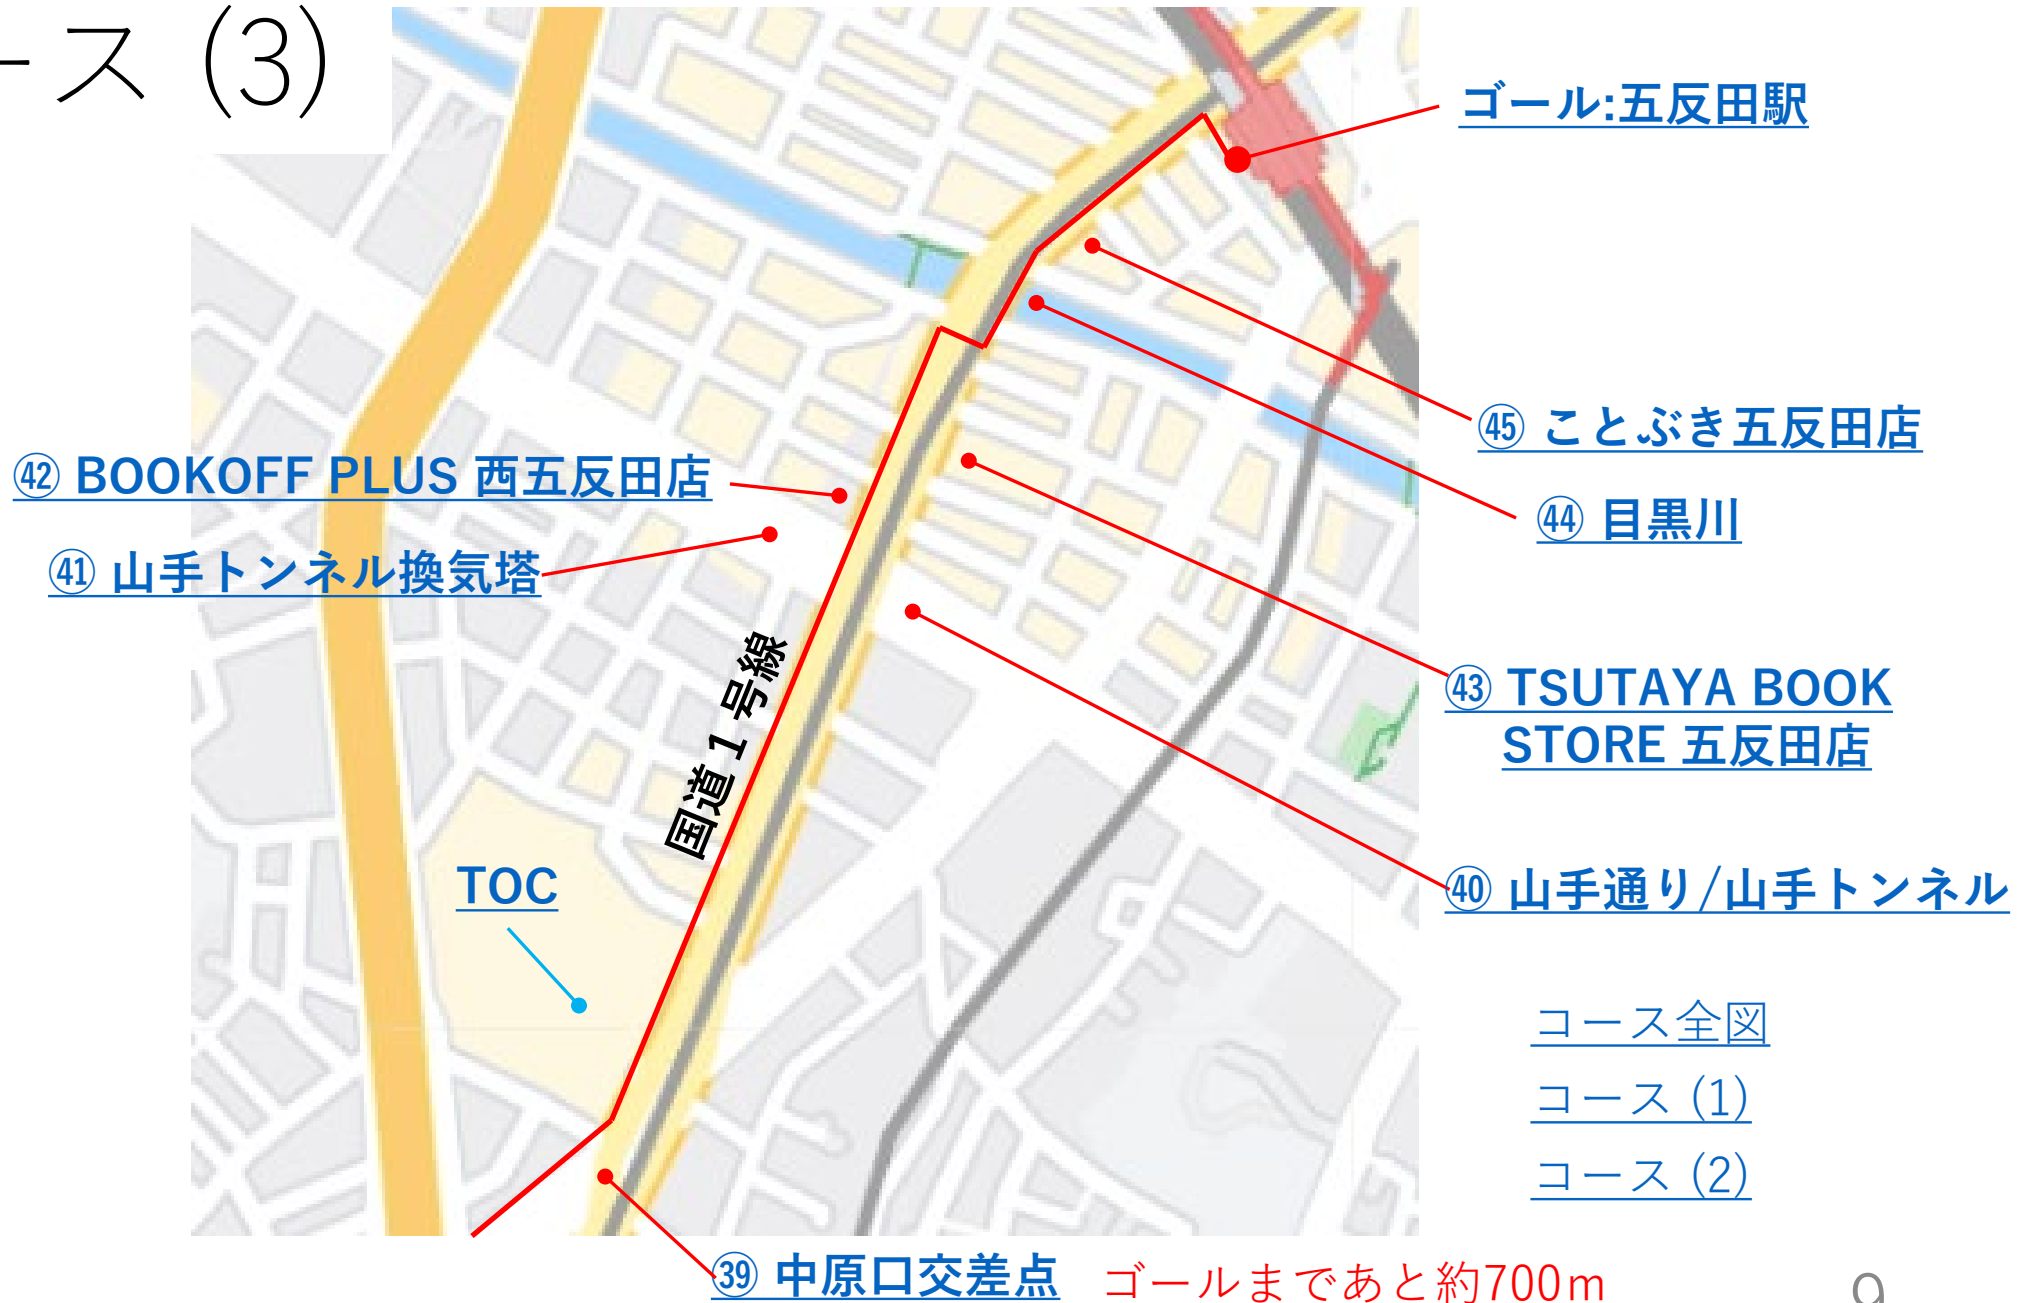 ース (3)
ゴール:五反田駅
㊺ ことぶき五反田店
㊷ BOOKOFF PLUS 西五反田店
㊹ 目黒川
㊶ 山手トンネル換気塔
国道１号線
㊸ TSUTAYA BOOK
STORE 五反田店
TOC
㊵ 山手通り/山手トンネル
コース全図
コース (1)
コース (2)
㊴ 中原口交差点
ゴールまであと約700ｍ
9